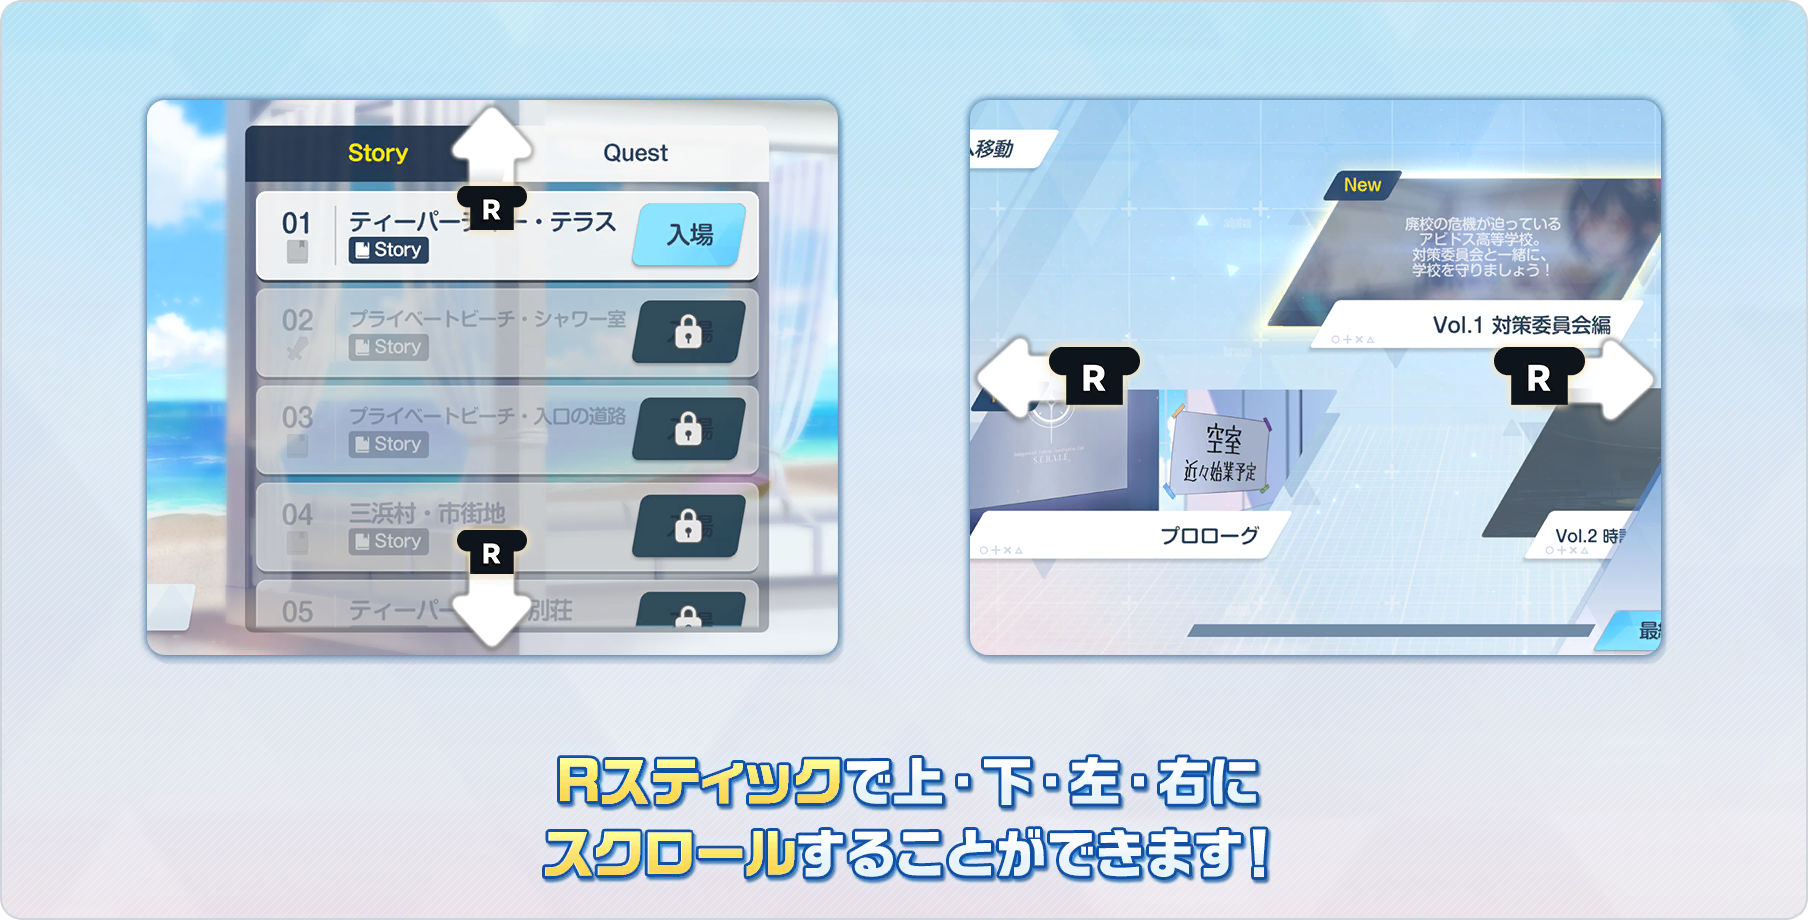 Story
Quest
R
01
ティーパーティー・テラス
Story
入場
02
プライベートビーチ・シャワー室
Story
03
プライベートビーチ・入口の道路
Story
04
三浜村・市街地
Story
R
05
ティーパー
別荘
移動
New
廃校の危機が迫っている
アビドス高等学校。
対策委員会と一緒に、
学校を守りましょう！
Vol.1 対策委員会編
R
R
S.C.H.A.L.E
空室
近々始業予定
プロローグ
Vol.2 時
最
Rスティックで上・下・左・右に
スクロールすることができます！